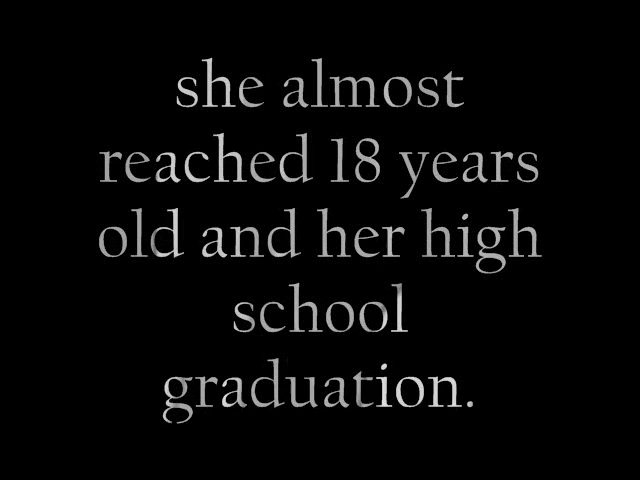 she almost
reached 18 years
old and her high
school
graduation.